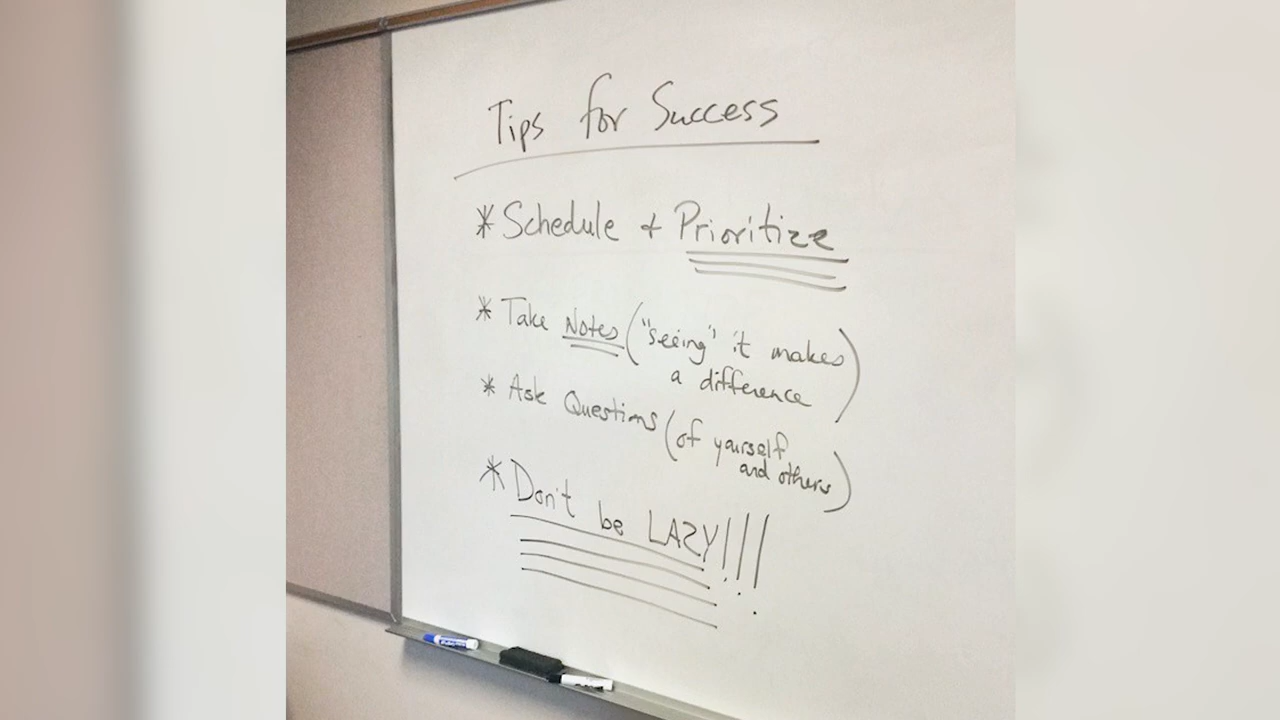 Tips for Success
* Schedule + Prioritize
* Take Notes ("seeing" it makes
a difference)
* Ask Questions (of yourself
and others)
* Don't be LAZY!!!